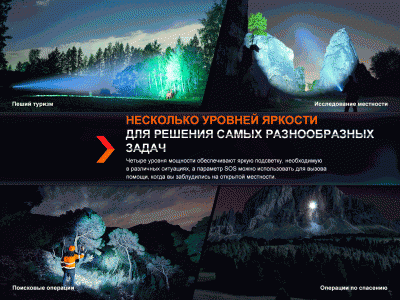 Пеший туризм
Исследование местности
НЕСКОЛЬКО УРОВНЕЙ ЯРКОСТИ
ДЛЯ РЕШЕНИЯ САМЫХ РАЗНООБРАЗНЫХ
ЗАДАЧ
Четыре уровня мощности обеспечивают яркую подсветку, необходимую
в различных ситуациях, а параметр SOS можно использовать для вызова
помощи, когда вы заблудились на открытой местности.
Поисковые операции
Операции по спасению